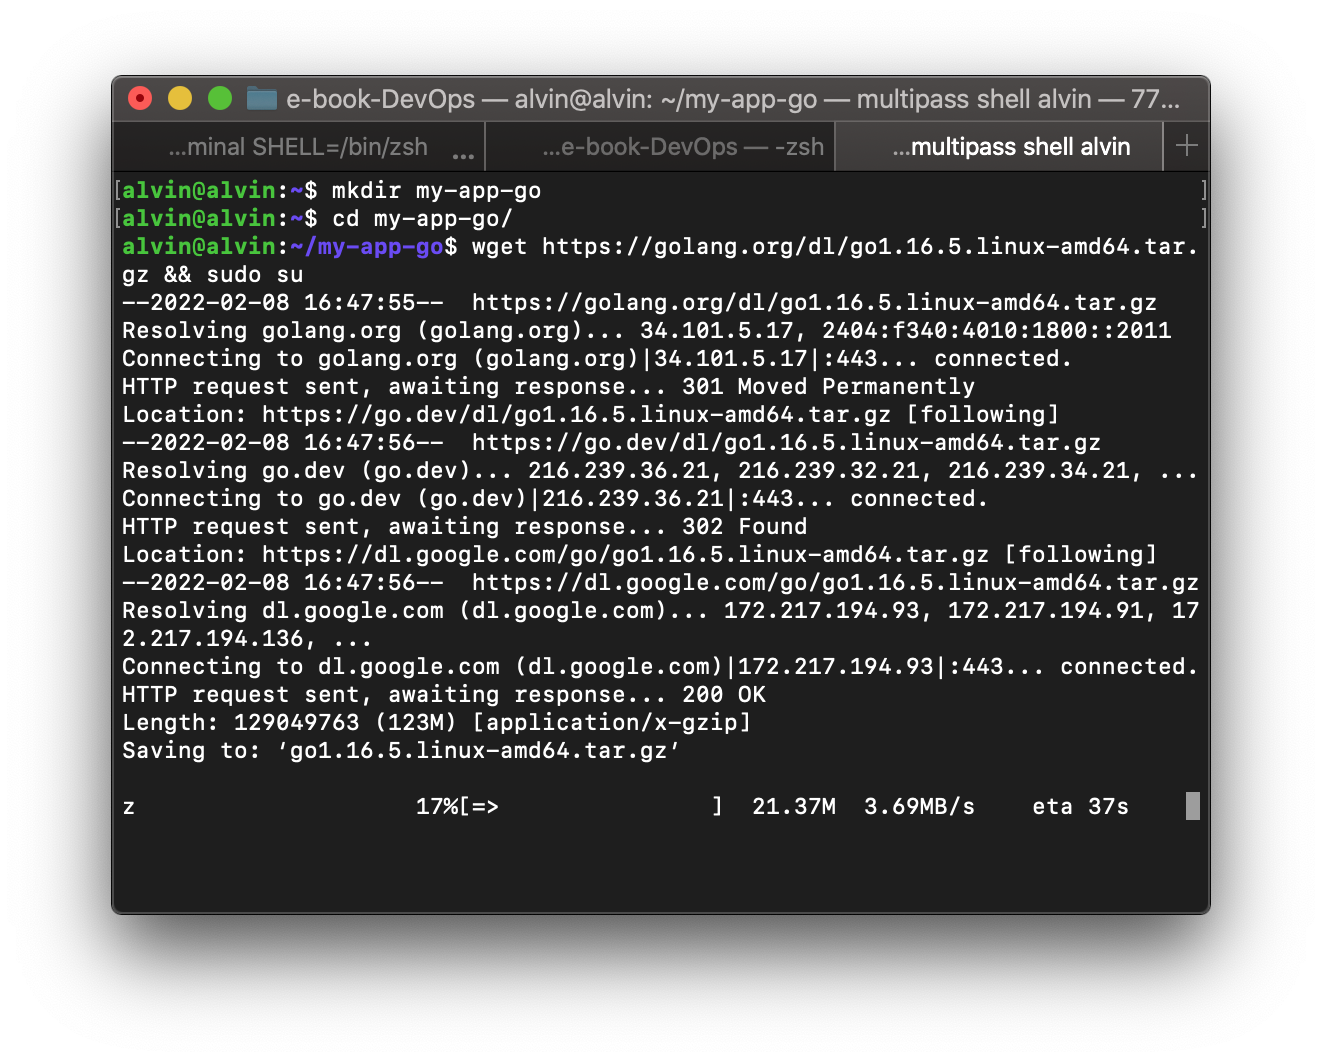 e-book-DevOps — alvin@alvin: ~/my-app-go — multipass shell alvin — 77...
...minal SHELL=/bin/zsh ... ...e-book-DevOps — -zsh ...multipass shell alvin +
[alvin@alvin:~$ mkdir my-app-go ]
[alvin@alvin:~$ cd my-app-go/ ]
alvin@alvin:~/my-app-go$ wget https://golang.org/dl/go1.16.5.linux-amd64.tar.
gz && sudo su
--2022-02-08 16:47:55--  https://golang.org/dl/go1.16.5.linux-amd64.tar.gz
Resolving golang.org (golang.org)... 34.101.5.17, 2404:f340:4010:1800::2011
Connecting to golang.org (golang.org)|34.101.5.17|:443... connected.
HTTP request sent, awaiting response... 301 Moved Permanently
Location: https://go.dev/dl/go1.16.5.linux-amd64.tar.gz [following]
--2022-02-08 16:47:56--  https://go.dev/dl/go1.16.5.linux-amd64.tar.gz
Resolving go.dev (go.dev)... 216.239.36.21, 216.239.32.21, 216.239.34.21, ...
Connecting to go.dev (go.dev)|216.239.36.21|:443... connected.
HTTP request sent, awaiting response... 302 Found
Location: https://dl.google.com/go/go1.16.5.linux-amd64.tar.gz [following]
--2022-02-08 16:47:56--  https://dl.google.com/go/go1.16.5.linux-amd64.tar.gz
Resolving dl.google.com (dl.google.com)... 172.217.194.93, 172.217.194.91, 17
2.217.194.136, ...
Connecting to dl.google.com (dl.google.com)|172.217.194.93|:443... connected.
HTTP request sent, awaiting response... 200 OK
Length: 129049763 (123M) [application/x-gzip]
Saving to: ‘go1.16.5.linux-amd64.tar.gz’
z                    17%[=>               ]  21.37M  3.69MB/s    eta 37s